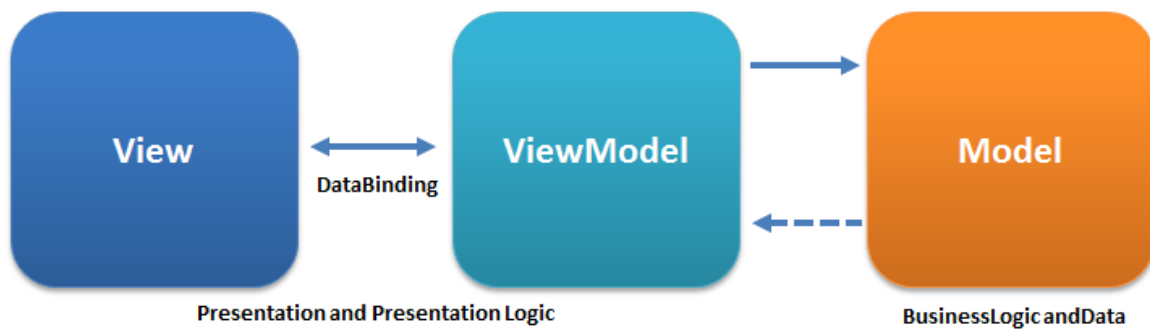 View
ViewModel
Model
DataBinding
Presentation and Presentation Logic
BusinessLogic andData